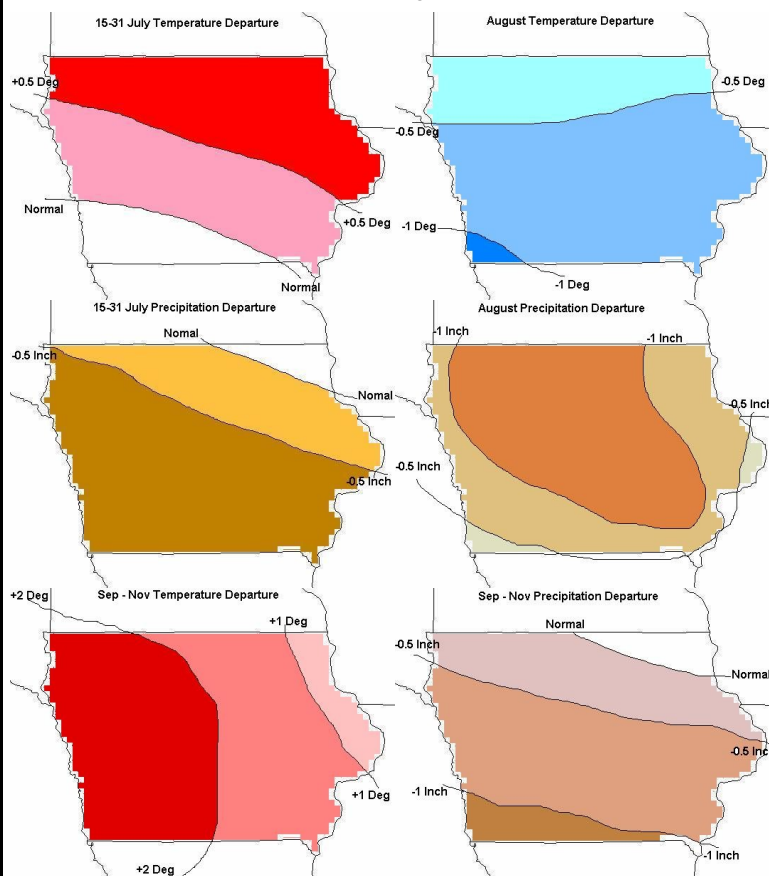 15-31 July Temperature Departure
+0.5 Deg
Normal
+0.5 Deg
Normal
August Temperature Departure
-0.5 Deg
-0.5 Deg
-1 Deg
-1 Deg
15-31 July Precipitation Departure
Nomal
-0.5 Inch
Nomal
-0.5 Inch
August Precipitation Departure
-1 Inch
-1 Inch
-0.5 Inch
-0.5 Inch
Sep - Nov Temperature Departure
+2 Deg
+1 Deg
+1 Deg
+2 Deg
Sep - Nov Precipitation Departure
Normal
-0.5 Inch
Normal
-0.5 Inc
-1 Inch
-1 Inch